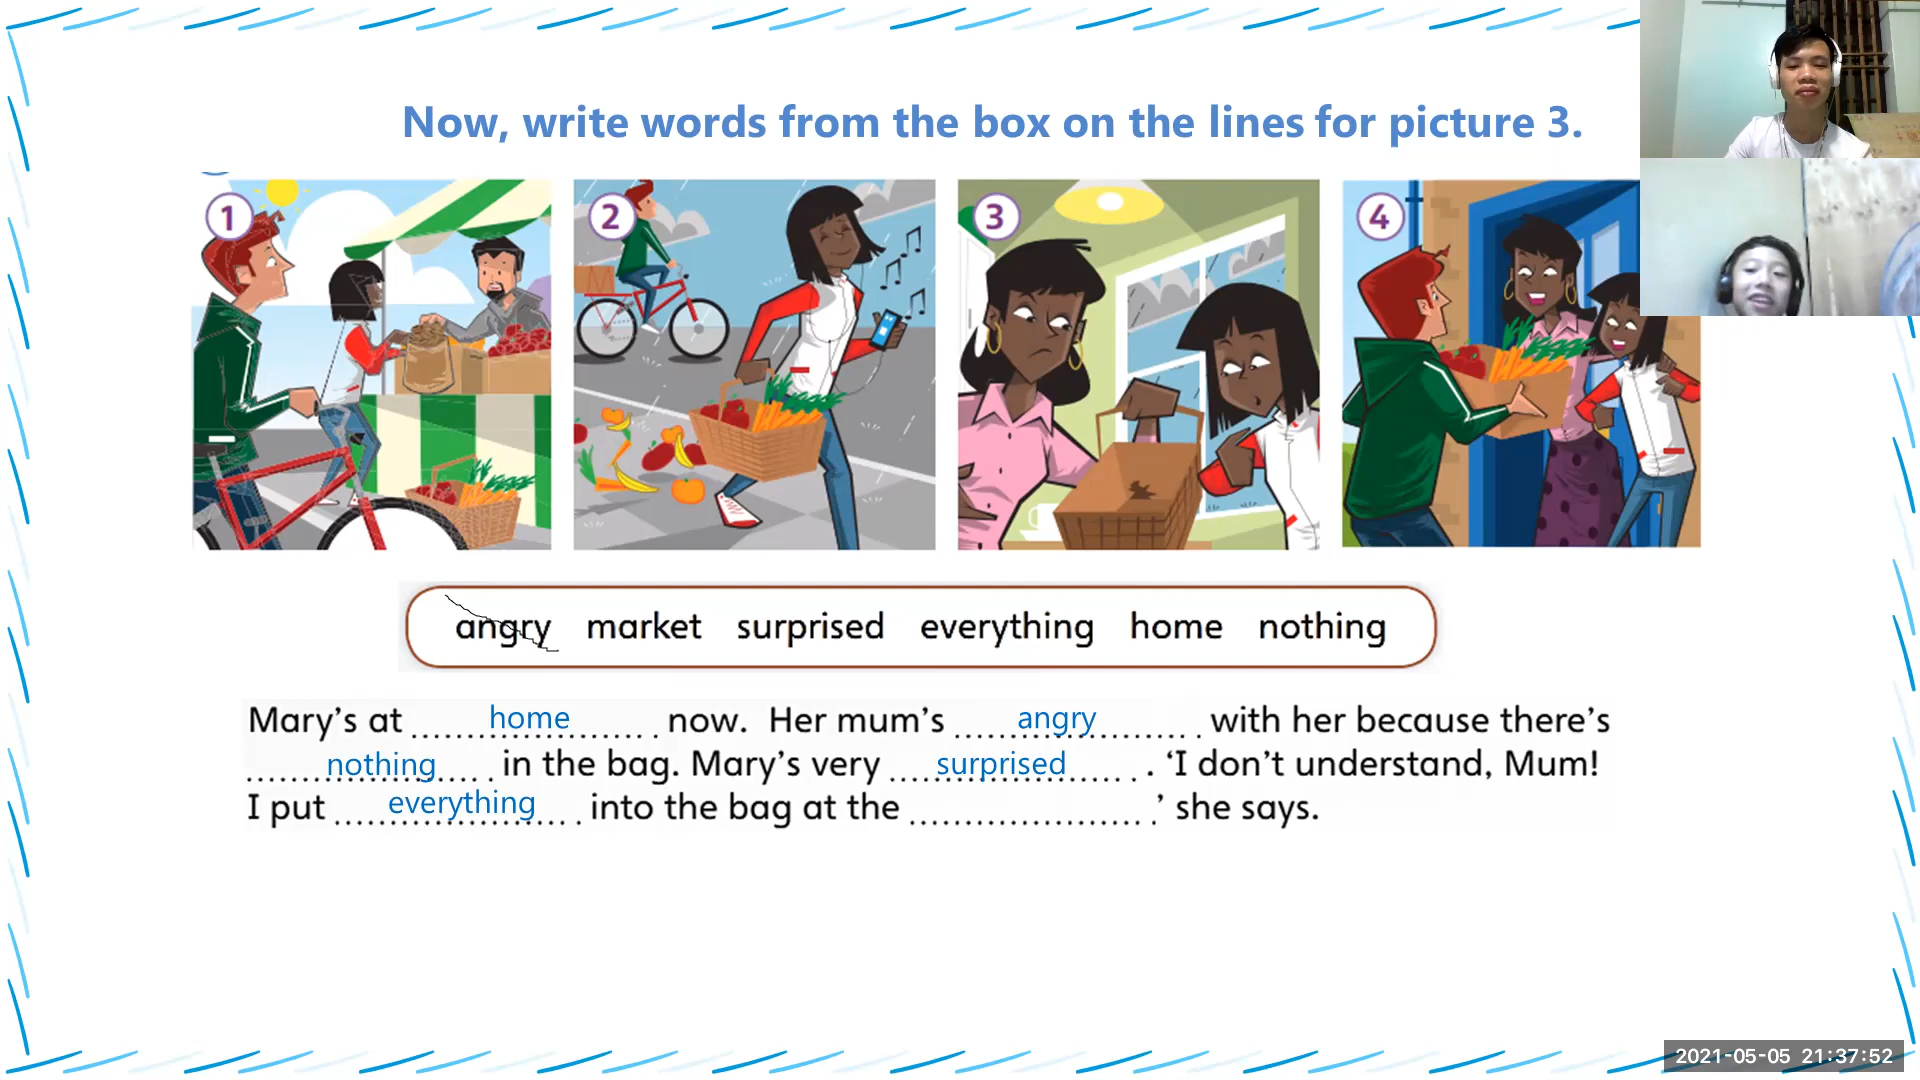 Now, write words from the box on the lines for picture 3.
1
2
3
4
angry market surprised everything home nothing
Mary's at home now. Her mum's angry with her because there's
nothing in the bag. Mary's very surprised. 'I don't understand, Mum!
I put everything into the bag at the ..................... .' she says.
2021-05-05 21:37:52